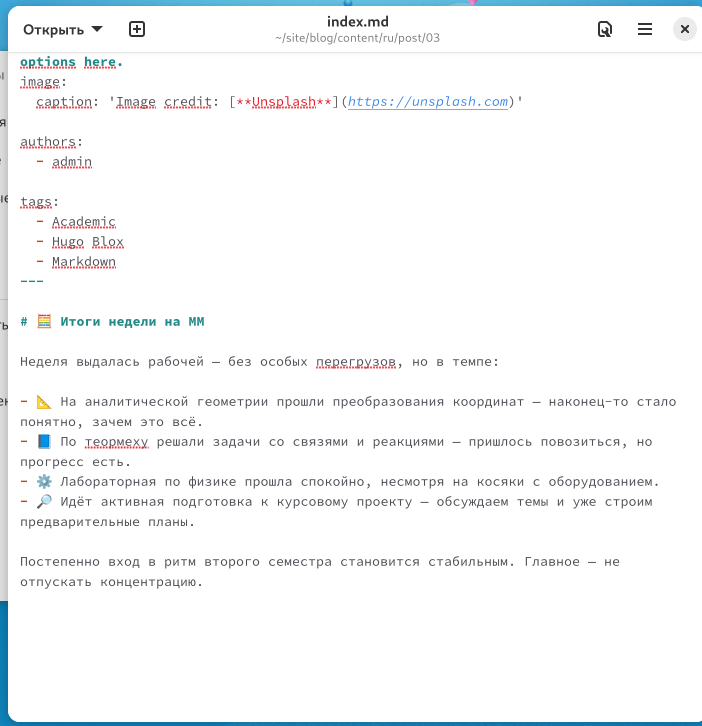 Открыть
index.md
~/site/blog/content/ru/post/03
options here.
image:
caption: 'Image credit: [**Unsplash**](https://unsplash.com)'
authors:
- admin
tags:
- Academic
- Hugo Blox
- Markdown
---
# 🧮 Итоги недели на ММ
Неделя выдалась рабочей — без особых перегрузов, но в темпе:
- 📐 На аналитической геометрии прошли преобразования координат — наконец-то стало
понятно, зачем это всё.
- 📘 По теормеху решали задачи со связями и реакциями — пришлось повозиться, но
прогресс есть.
- ⚙️ Лабораторная по физике прошла спокойно, несмотря на косяки с оборудованием.
- 🔎 Идёт активная подготовка к курсовому проекту — обсуждаем темы и уже строим
предварительные планы.
Постепенно вход в ритм второго семестра становится стабильным. Главное — не
отпускать концентрацию.